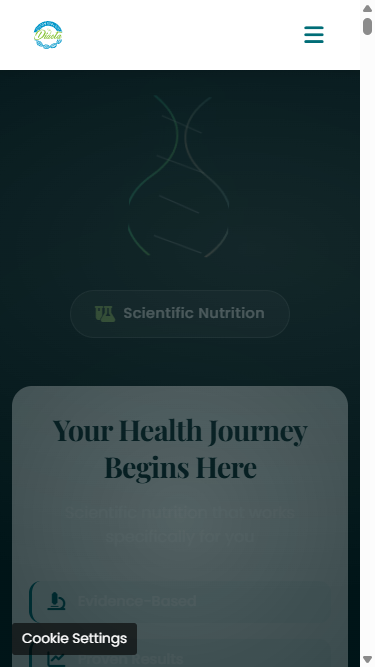 Scientific Nutrition
Your Health Journey
Begins Here
Scientific nutrition that works
specifically for you
Evidence-Based
Proven Results
Cookie Settings